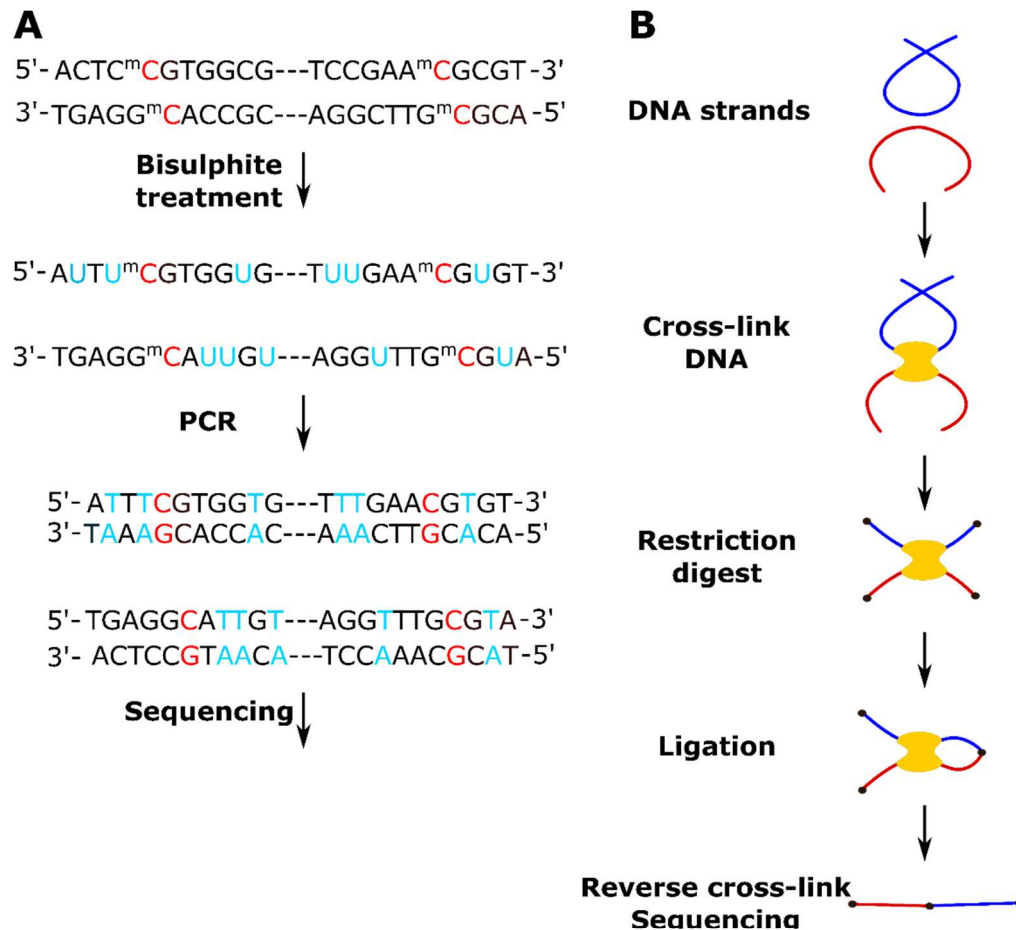 A
5'-ACTCmCGTGGCG---TCCGAAmCGCGT-3'
3'-TGAGGmCACCGC---AGGCTTGmCGCA-5'
Bisulphite
treatment
5'-AUTUmCGTGGUG---TUUGAAmCGUGT-3'
3'-TGAGGmCAUUGU---AGGUTTGmCGUA-5'
PCR
5'-ATTTCGTGGTG---TTTGAACGTGT-3'
3'-TAAAGCACCAC---AAACTTGCACA-5'
5'-TGAGGCATTGT---AGGTTTGCGTA-3'
3'- ACTCCGTAACA---TCCAAACGCAT-5'
Sequencing
B
DNA strands
Cross-link
DNA
Restriction
digest
Ligation
Reverse cross-link
Sequencing